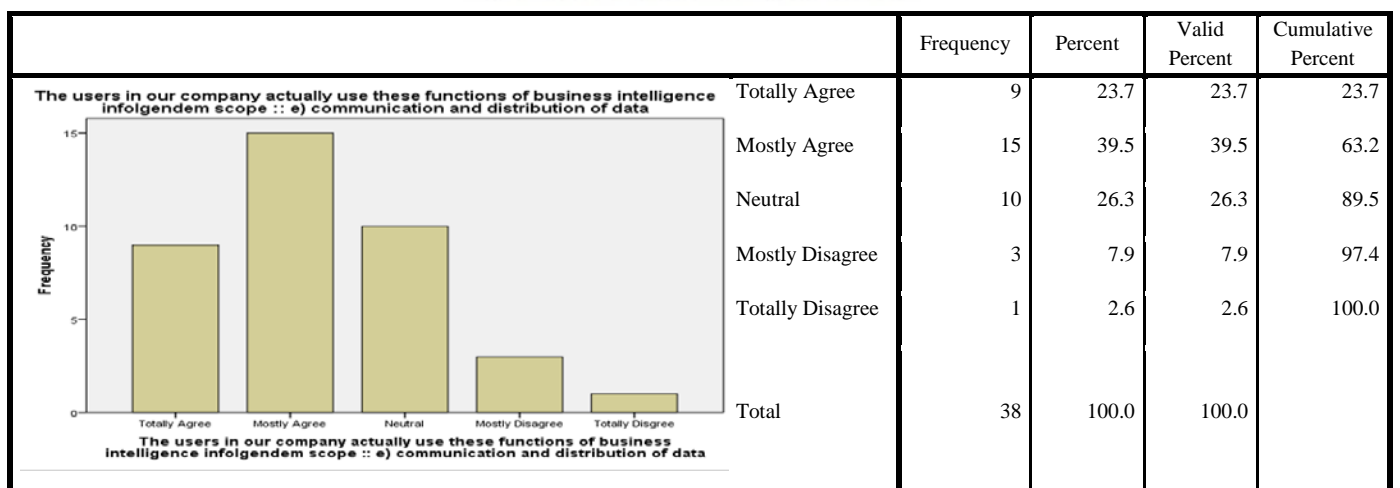 Frequency Percent Valid Percent Cumulative Percent
The users in our company actually use these functions of business intelligence
infolgendem scope :: e) communication and distribution of data
15
10
5
0
Frequency
Totally Agree Mostly Agree Neutral Mostly Disagree Totally Disgree
The users in our company actually use these functions of business
intelligence infolgendem scope :: e) communication and distribution of data
Totally Agree 9 23.7 23.7 23.7
Mostly Agree 15 39.5 39.5 63.2
Neutral 10 26.3 26.3 89.5
Mostly Disagree 3 7.9 7.9 97.4
Totally Disagree 1 2.6 2.6 100.0
Total 38 100.0 100.0